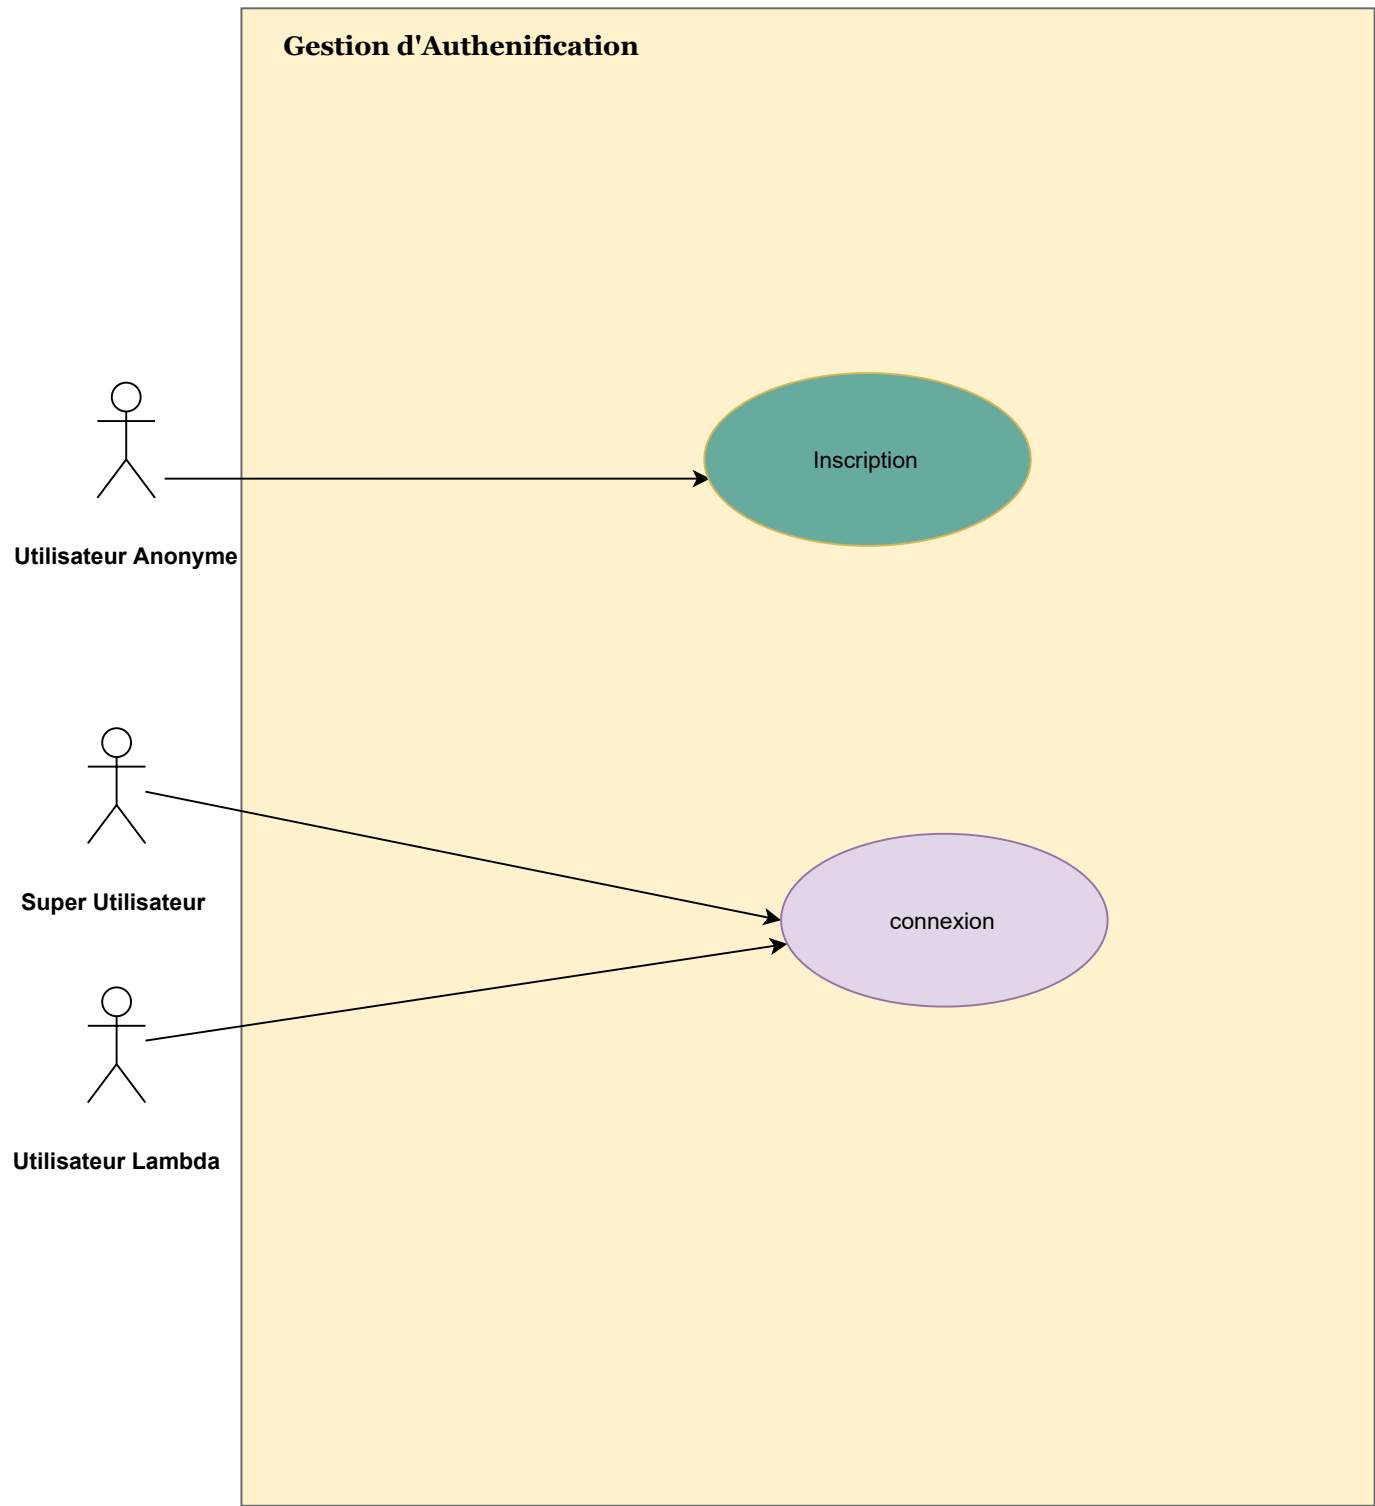 Gestion d'Authenification
Inscription
Utilisateur Anonyme
Super Utilisateur
connexion
Utilisateur Lambda